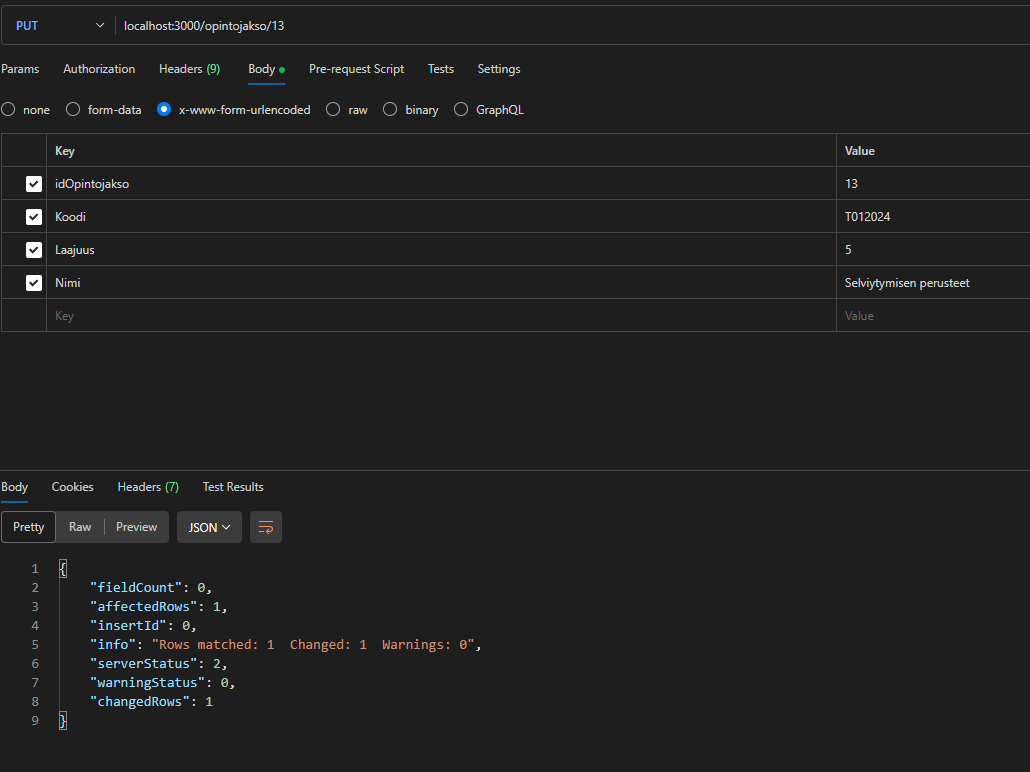 PUT localhost:3000/opintojakso/13
Params Authorization Headers (9) Body Pre-request Script Tests Settings
none form-data x-www-form-urlencoded raw binary GraphQL
Key Value
idOpintojakso 13
Koodi T012024
Laajuus 5
Nimi Selviytymisen perusteet
Key Value
Body Cookies Headers (7) Test Results
Pretty Raw Preview JSON
1 {
2 "fieldCount": 0,
3 "affectedRows": 1,
4 "insertId": 0,
5 "info": "Rows matched: 1  Changed: 1  Warnings: 0",
6 "serverStatus": 2,
7 "warningStatus": 0,
8 "changedRows": 1
9 }